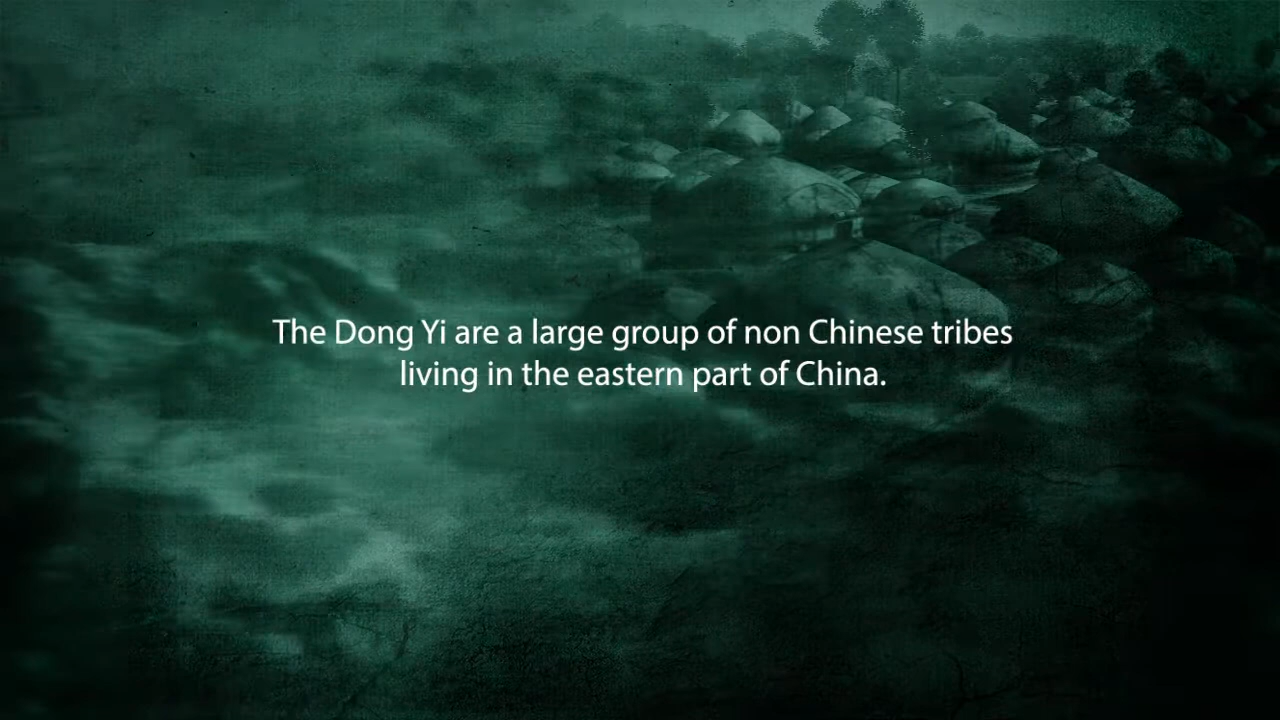 The Dong Yi are a large group of non Chinese tribes
living in the eastern part of China.